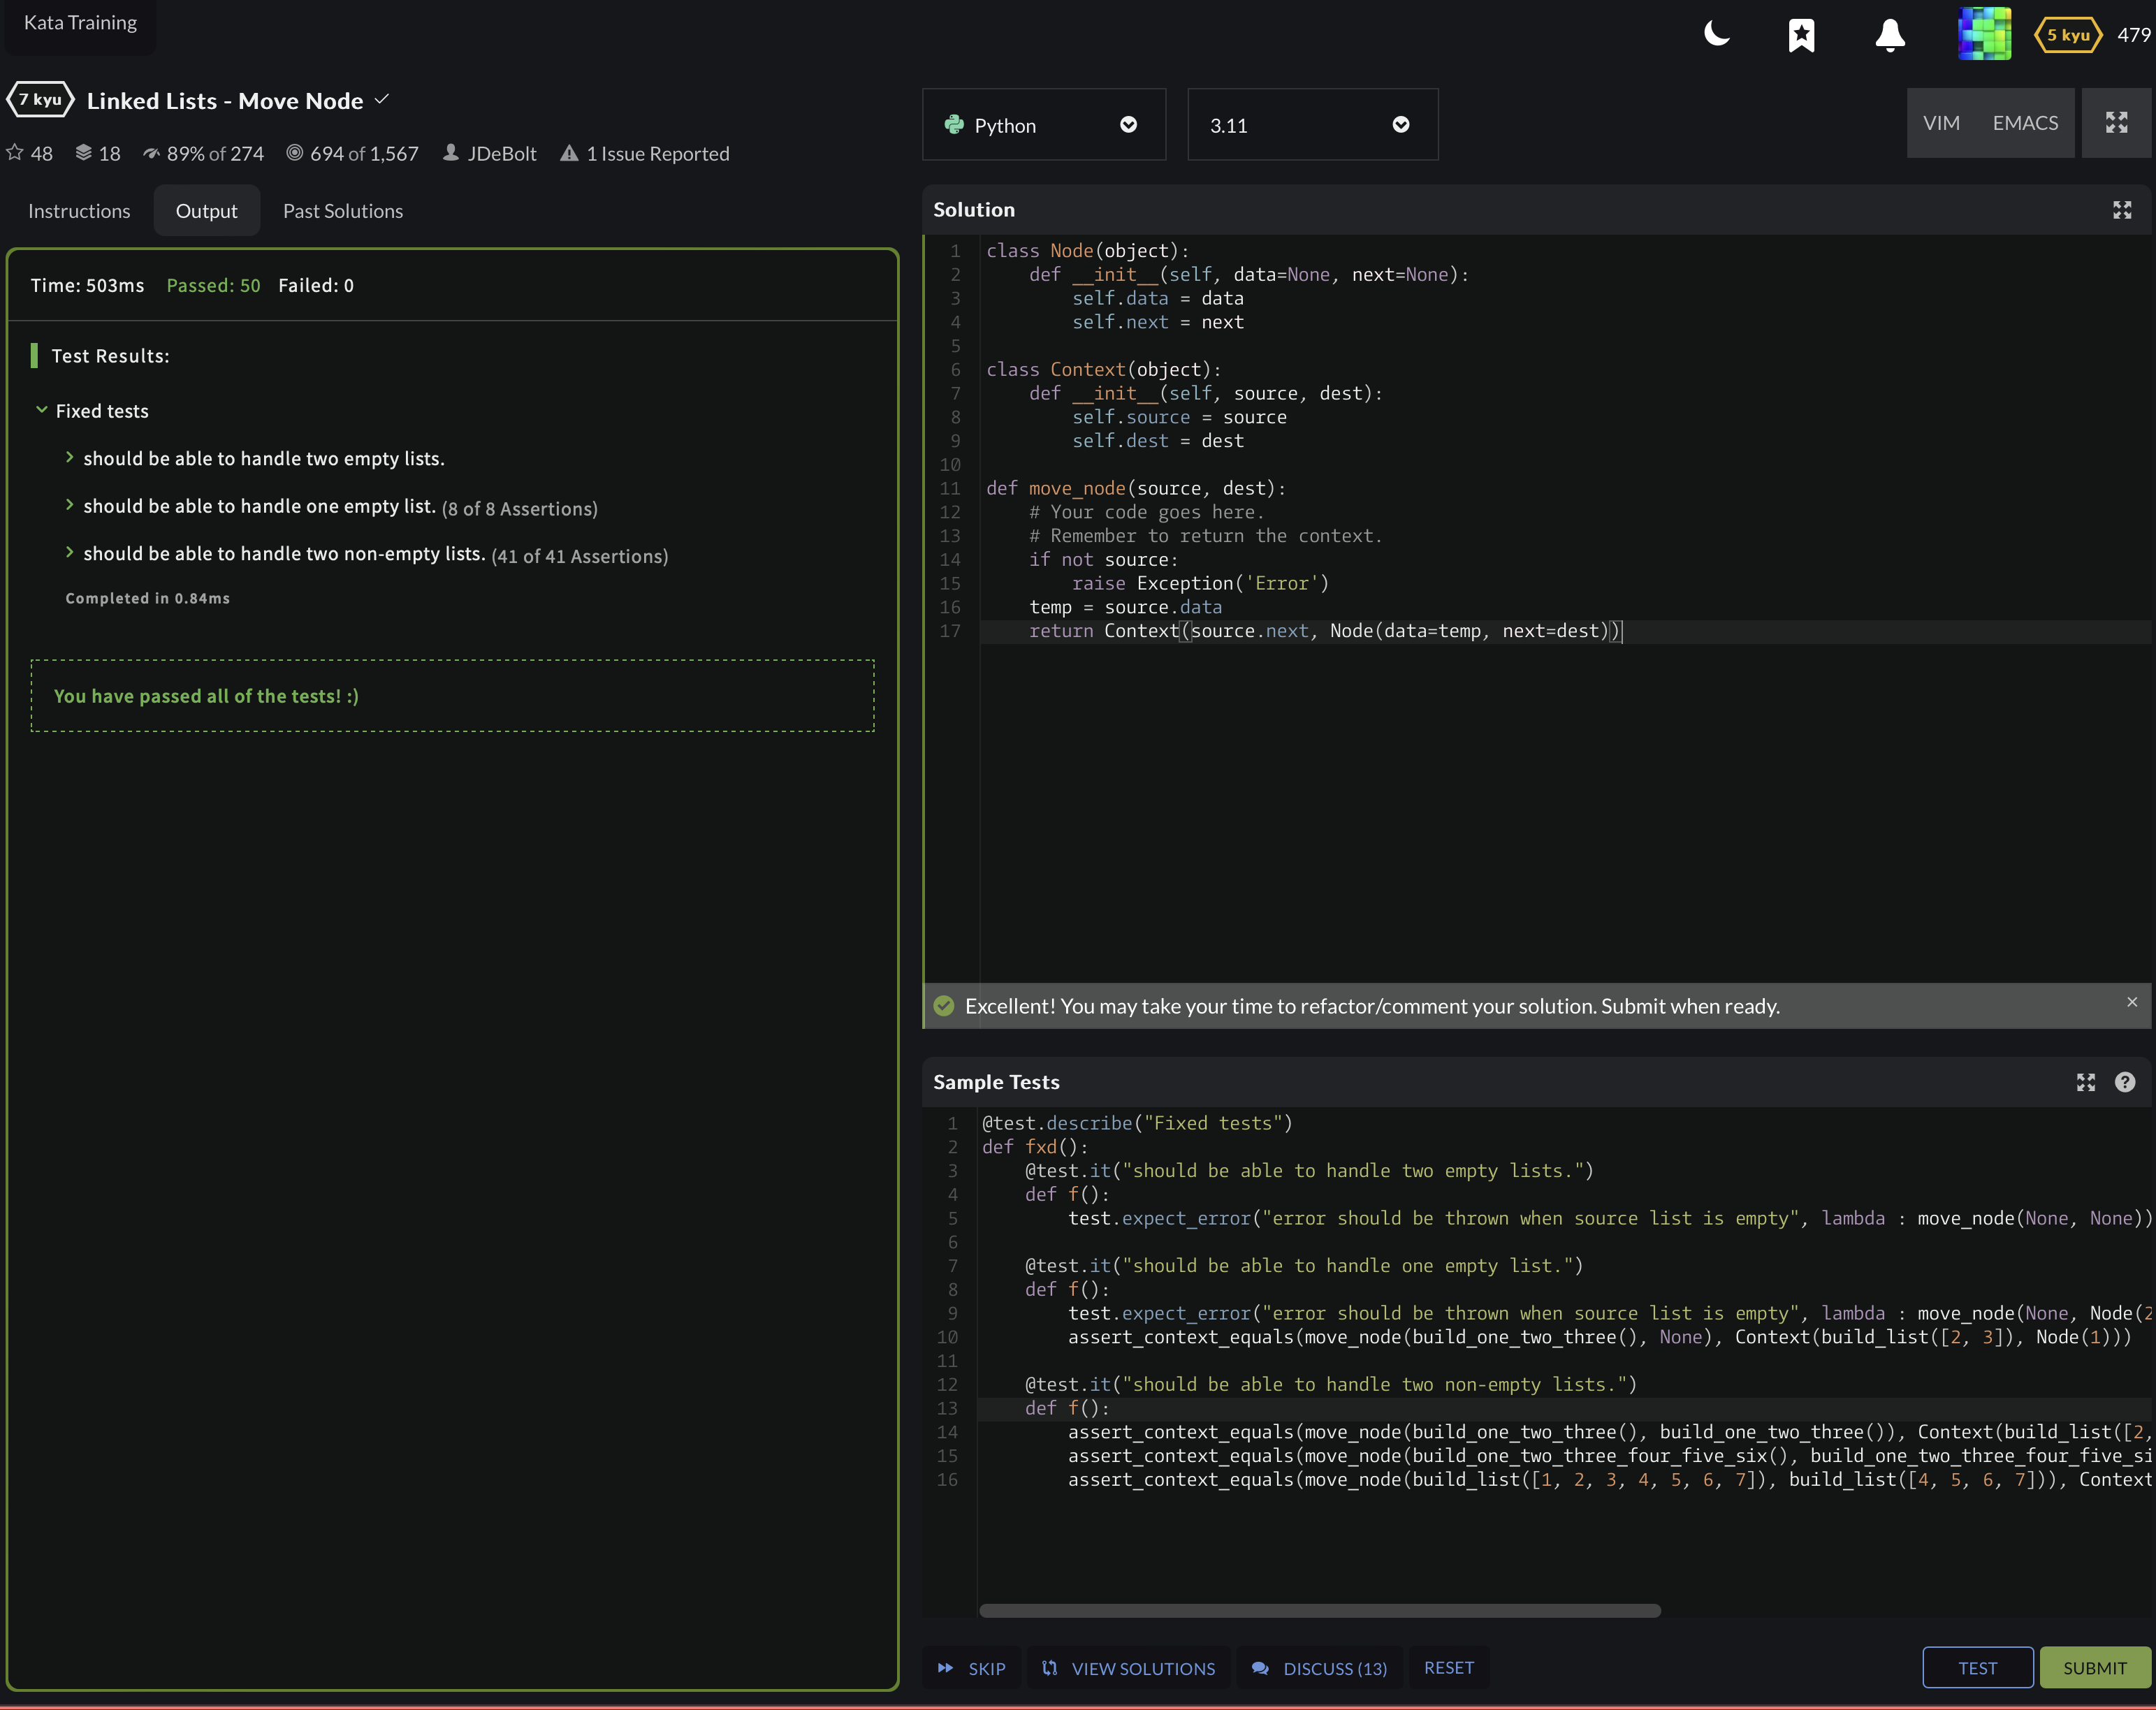 Kata Training
5 kyu 479
7 kyu Linked Lists - Move Node
48 18 89% of 274 694 of 1,567 JDeBolt 1 Issue Reported
Instructions Output Past Solutions
Time: 503ms Passed: 50 Failed: 0
Test Results:
Fixed tests
should be able to handle two empty lists.
should be able to handle one empty list. (8 of 8 Assertions)
should be able to handle two non-empty lists. (41 of 41 Assertions)
Completed in 0.84ms
You have passed all of the tests! :)
Python 3.11 VIM EMACS
Solution
1 class Node(object):
2     def __init__(self, data=None, next=None):
3         self.data = data
4         self.next = next
5
6 class Context(object):
7     def __init__(self, source, dest):
8         self.source = source
9         self.dest = dest
10
11 def move_node(source, dest):
12     # Your code goes here.
13     # Remember to return the context.
14     if not source:
15         raise Exception('Error')
16     temp = source.data
17     return Context(source.next, Node(data=temp, next=dest))
Excellent! You may take your time to refactor/comment your solution. Submit when ready.
Sample Tests
1 @test.describe("Fixed tests")
2 def fxd():
3     @test.it("should be able to handle two empty lists.")
4     def f():
5         test.expect_error("error should be thrown when source list is empty", lambda : move_node(None, None))
6
7     @test.it("should be able to handle one empty list.")
8     def f():
9         test.expect_error("error should be thrown when source list is empty", lambda : move_node(None, Node(2
10         assert_context_equals(move_node(build_one_two_three(), None), Context(build_list([2, 3]), Node(1)))
11
12     @test.it("should be able to handle two non-empty lists.")
13     def f():
14         assert_context_equals(move_node(build_one_two_three(), build_one_two_three()), Context(build_list([2,
15         assert_context_equals(move_node(build_one_two_three_four_five_six(), build_one_two_three_four_five_si
16         assert_context_equals(move_node(build_list([1, 2, 3, 4, 5, 6, 7]), build_list([4, 5, 6, 7])), Context
SKIP VIEW SOLUTIONS DISCUSS (13) RESET TEST SUBMIT